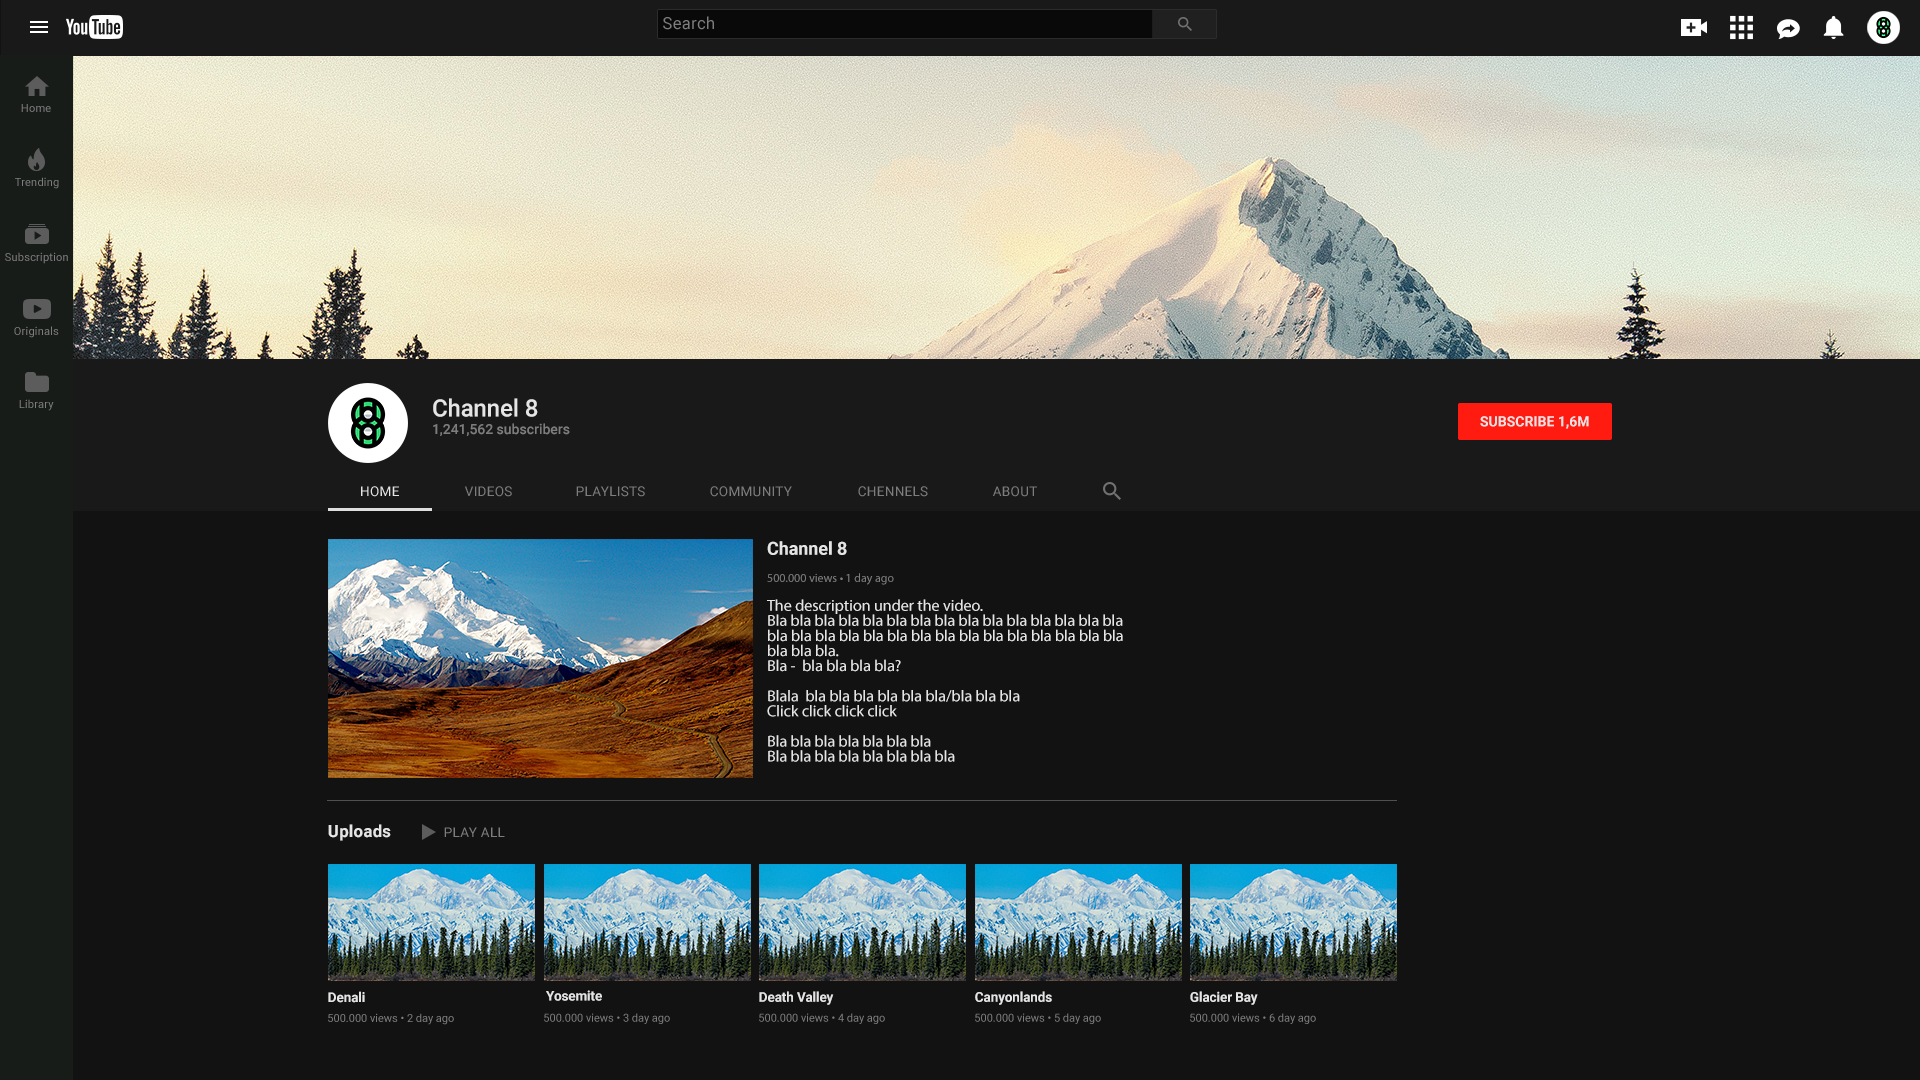 YouTube
Search
Home
Trending
Subscription
Originals
Library
Channel 8
1,241,562 subscribers
SUBSCRIBE 1,6M
HOME
VIDEOS
PLAYLISTS
COMMUNITY
CHENNELS
ABOUT
Channel 8
500.000 views • 1 day ago
The description under the video.
Bla bla bla bla bla bla bla bla bla bla bla bla bla bla bla
bla bla bla bla bla bla bla bla bla bla bla bla bla bla bla
bla bla bla.
Bla -  bla bla bla bla?
Blala  bla bla bla bla bla bla/bla bla bla
Click click click click
Bla bla bla bla bla bla bla
Bla bla bla bla bla bla bla bla
Uploads
PLAY ALL
Denali
500.000 views • 2 day ago
Yosemite
500.000 views • 3 day ago
Death Valley
500.000 views • 4 day ago
Canyonlands
500.000 views • 5 day ago
Glacier Bay
500.000 views • 6 day ago